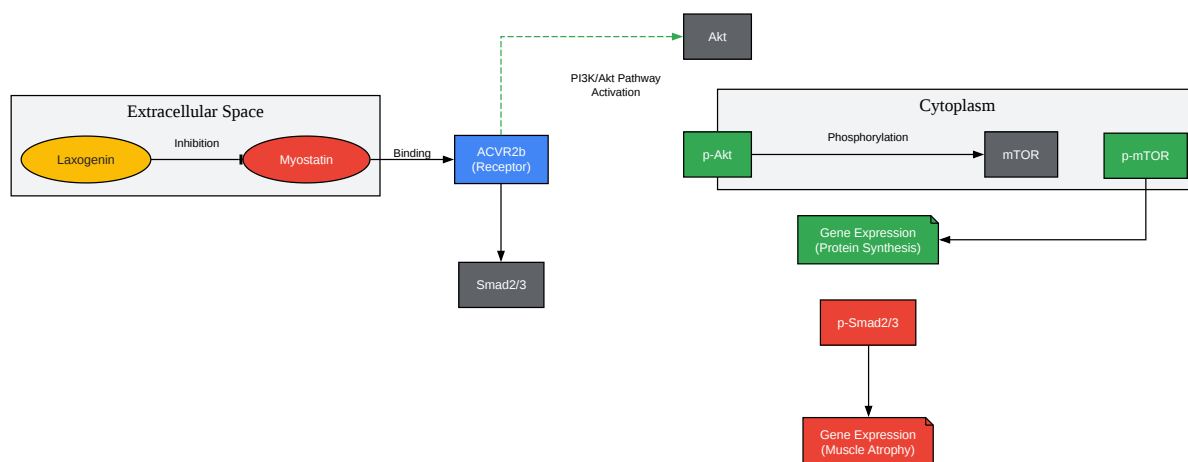 Akt
PI3K/Akt Pathway
Activation
Extracellular Space
Laxogenin
Inhibition
Myostatin
Binding
ACVR2b
(Receptor)
Cytoplasm
p-Akt
Phosphorylation
mTOR
p-mTOR
Gene Expression
(Protein Synthesis)
Smad2/3
p-Smad2/3
Gene Expression
(Muscle Atrophy)